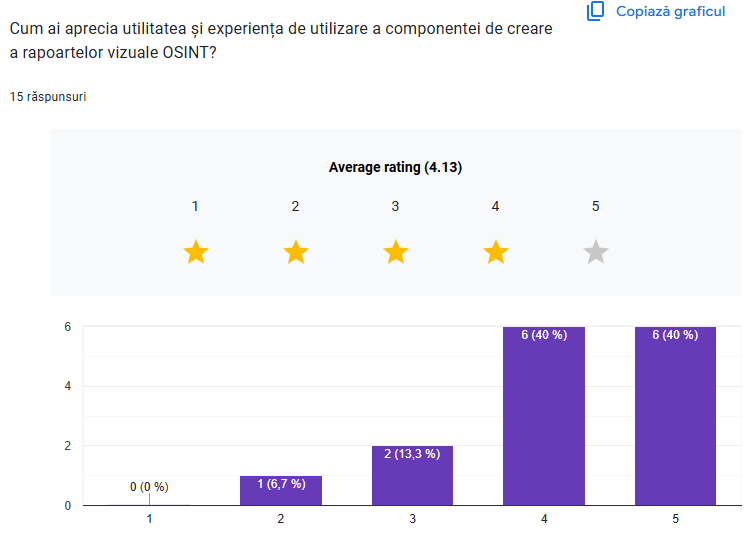 Copiază graficul
Cum ai aprecia utilitatea și experiența de utilizare a componentei de creare
a rapoartelor vizuale OSINT?
15 răspunsuri
Average rating (4.13)
1 2 3 4 5
6
4
2
0
0 (0 %)
1 (6,7 %)
2 (13,3 %)
6 (40 %)
6 (40 %)
1 2 3 4 5